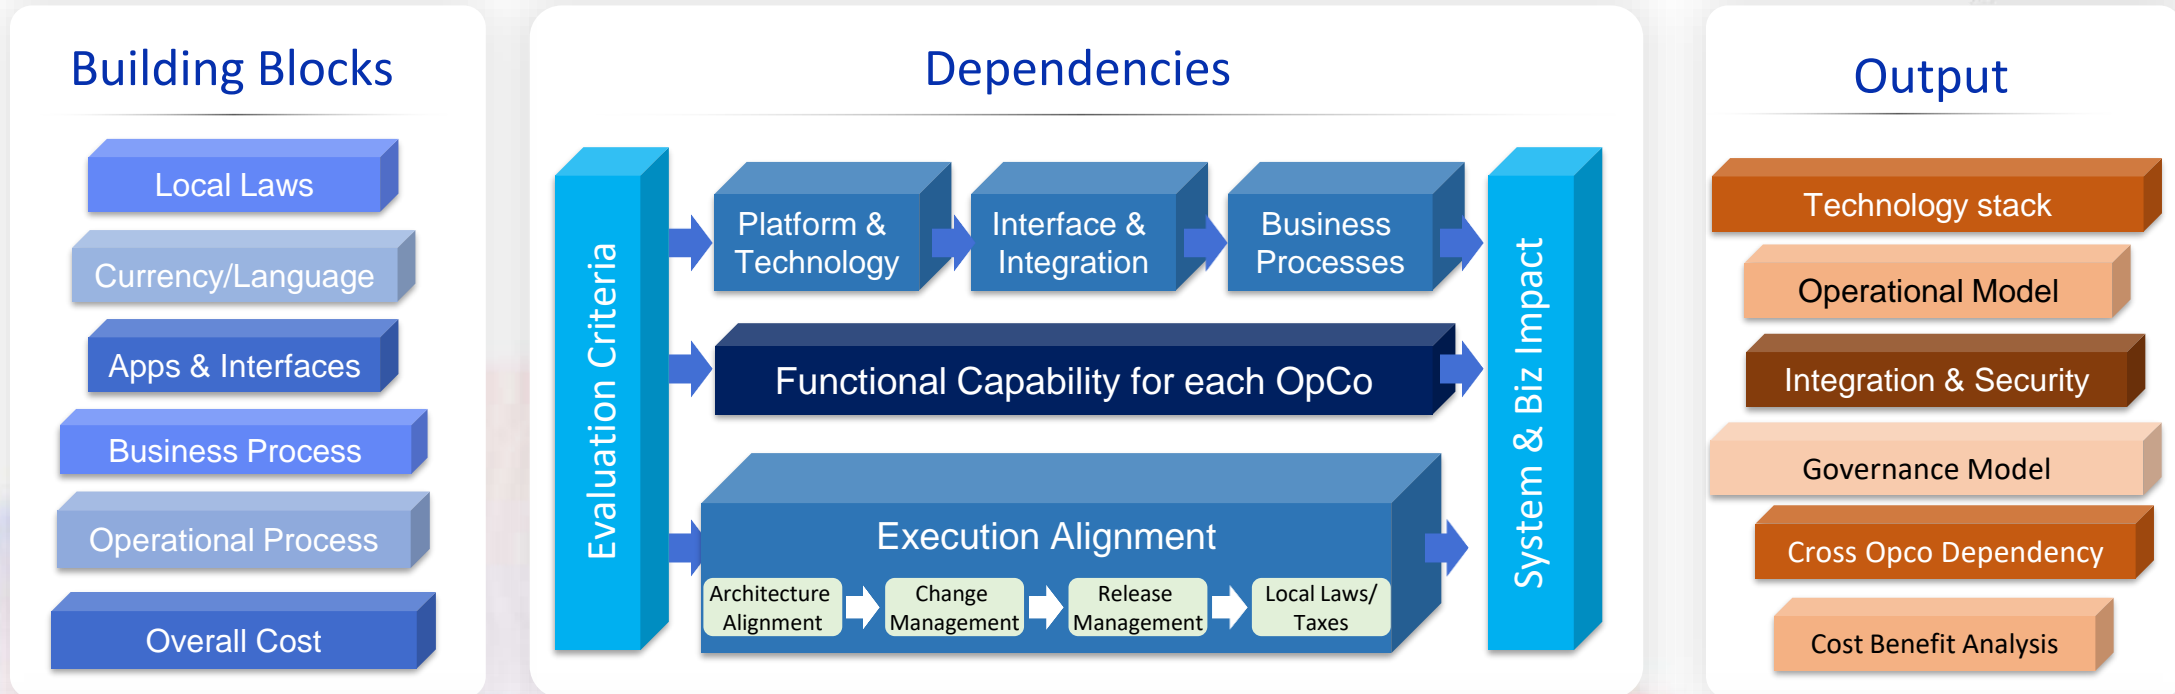 Building Blocks
Local Laws
Currency/Language
Apps & Interfaces
Business Process
Operational Process
Overall Cost
Dependencies
Evaluation Criteria
Platform &
Technology
Interface &
Integration
Business
Processes
Functional Capability for each OpCo
Execution Alignment
Architecture
Alignment
Change
Management
Release
Management
Local Laws/
Taxes
System & Biz Impact
Output
Technology stack
Operational Model
Integration & Security
Governance Model
Cross Opco Dependency
Cost Benefit Analysis